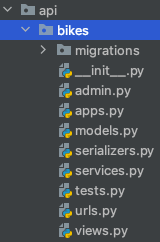 api
bikes
migrations
__init__.py
admin.py
apps.py
models.py
serializers.py
services.py
tests.py
urls.py
views.py